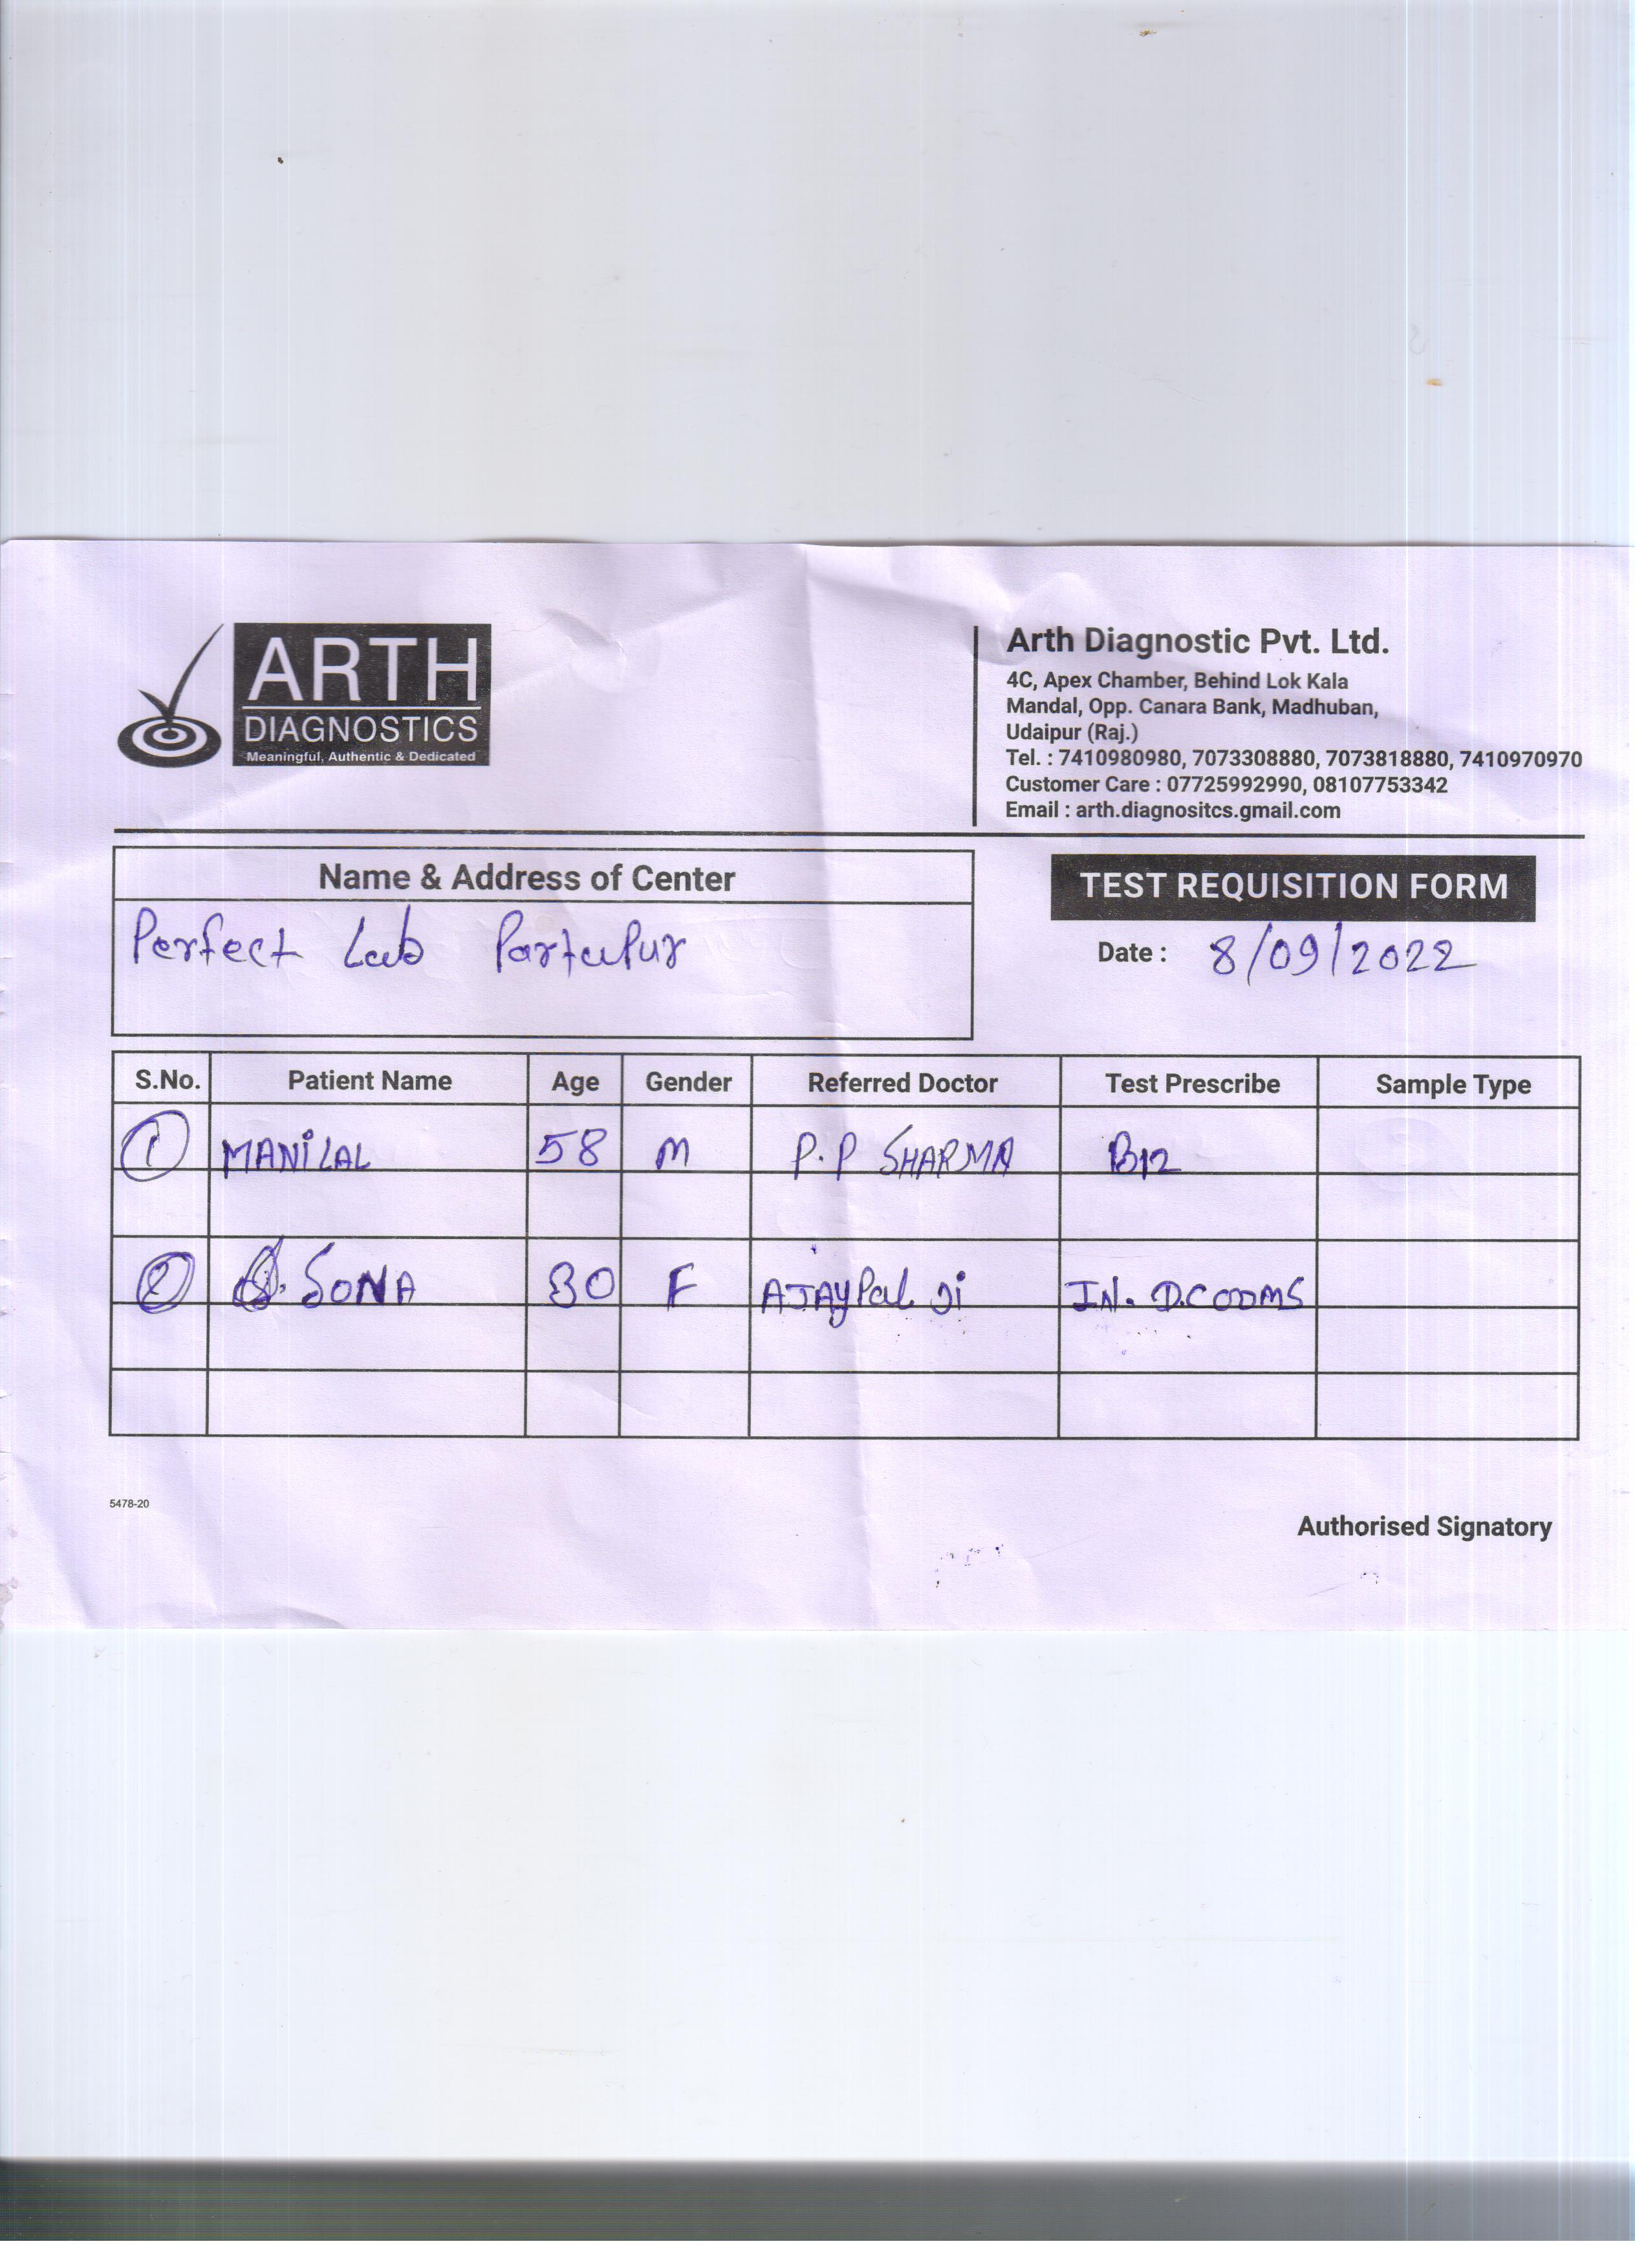 ARTH
DIAGNOSTICS
Meaningful, Authentic & Dedicated
Arth Diagnostic Pvt. Ltd.
4C, Apex Chamber, Behind Lok Kala
Mandal, Opp. Canara Bank, Madhuban,
Udaipur (Raj.)
Tel. : 7410980980, 7073308880, 7073818880, 7410970970
Customer Care : 07725992990, 08107753342
Email : arth.diagnositcs.gmail.com
Name & Address of Center
Perfect Lab Partapur
TEST REQUISITION FORM
Date : 8/09/2022
S.No. Patient Name Age Gender Referred Doctor Test Prescribe Sample Type
1 MANILAL 58 M P.P SHARMA B12
2 SONA 30 F AJAYPal Ji IN. D.COOMS
5478-20
Authorised Signatory